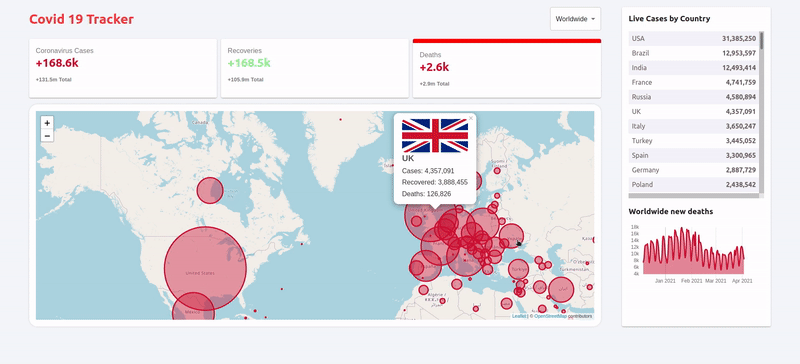 Covid 19 Tracker
Worldwide
Coronavirus Cases
+168.6k
+131.5m Total
Recoveries
+168.5k
+105.9m Total
Deaths
+2.6k
+2.9m Total
+
−
Canada
United States
Mexico
UK
Cases: 4,357,091
Recovered: 3,888,455
Deaths: 126,826
Türkiye
Leaflet | © OpenStreetMap contributors
Live Cases by Country
USA 31,385,250
Brazil 12,953,597
India 12,493,414
France 4,741,759
Russia 4,580,894
UK 4,357,091
Italy 3,650,247
Turkey 3,445,052
Spain 3,300,965
Germany 2,887,729
Poland 2,438,542
Worldwide new deaths
18k
16k
14k
12k
10k
8k
6k
4k
Jan 2021 Feb 2021 Mar 2021 Apr 2021